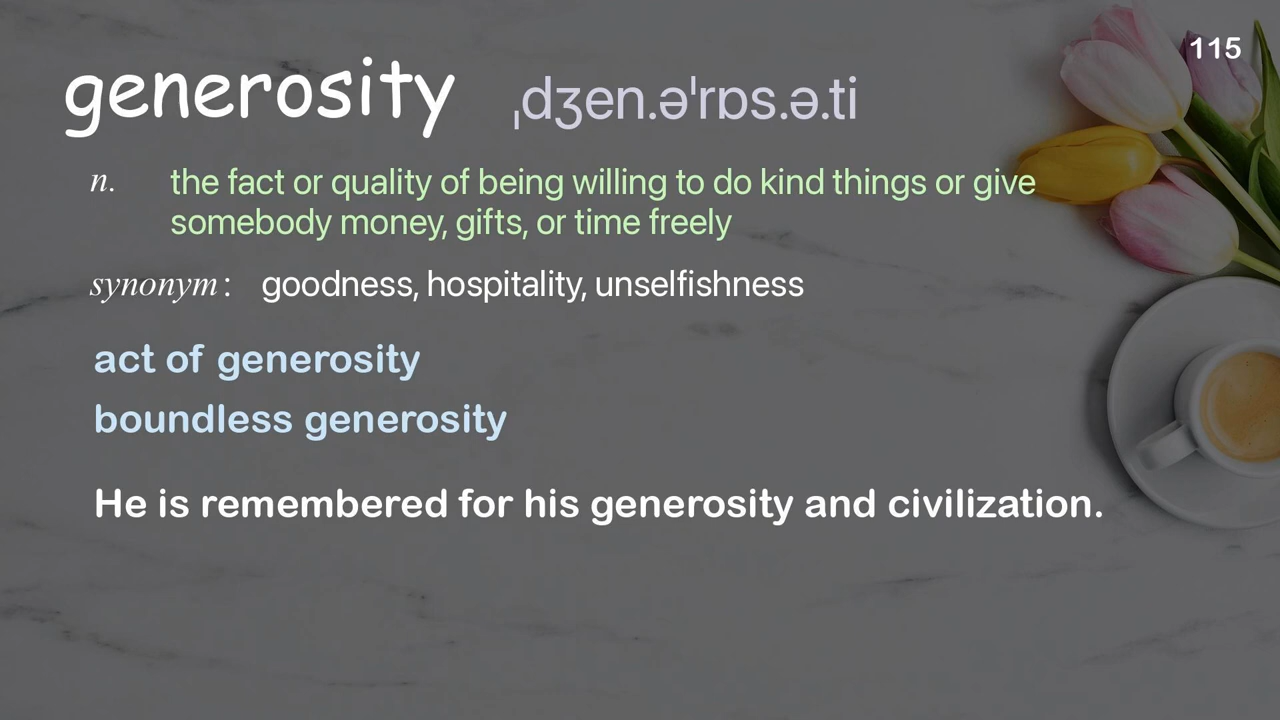 115
generosity ˌdʒen.əˈrɒs.ə.ti
n. the fact or quality of being willing to do kind things or give
somebody money, gifts, or time freely
synonym : goodness, hospitality, unselfishness
act of generosity
boundless generosity
He is remembered for his generosity and civilization.